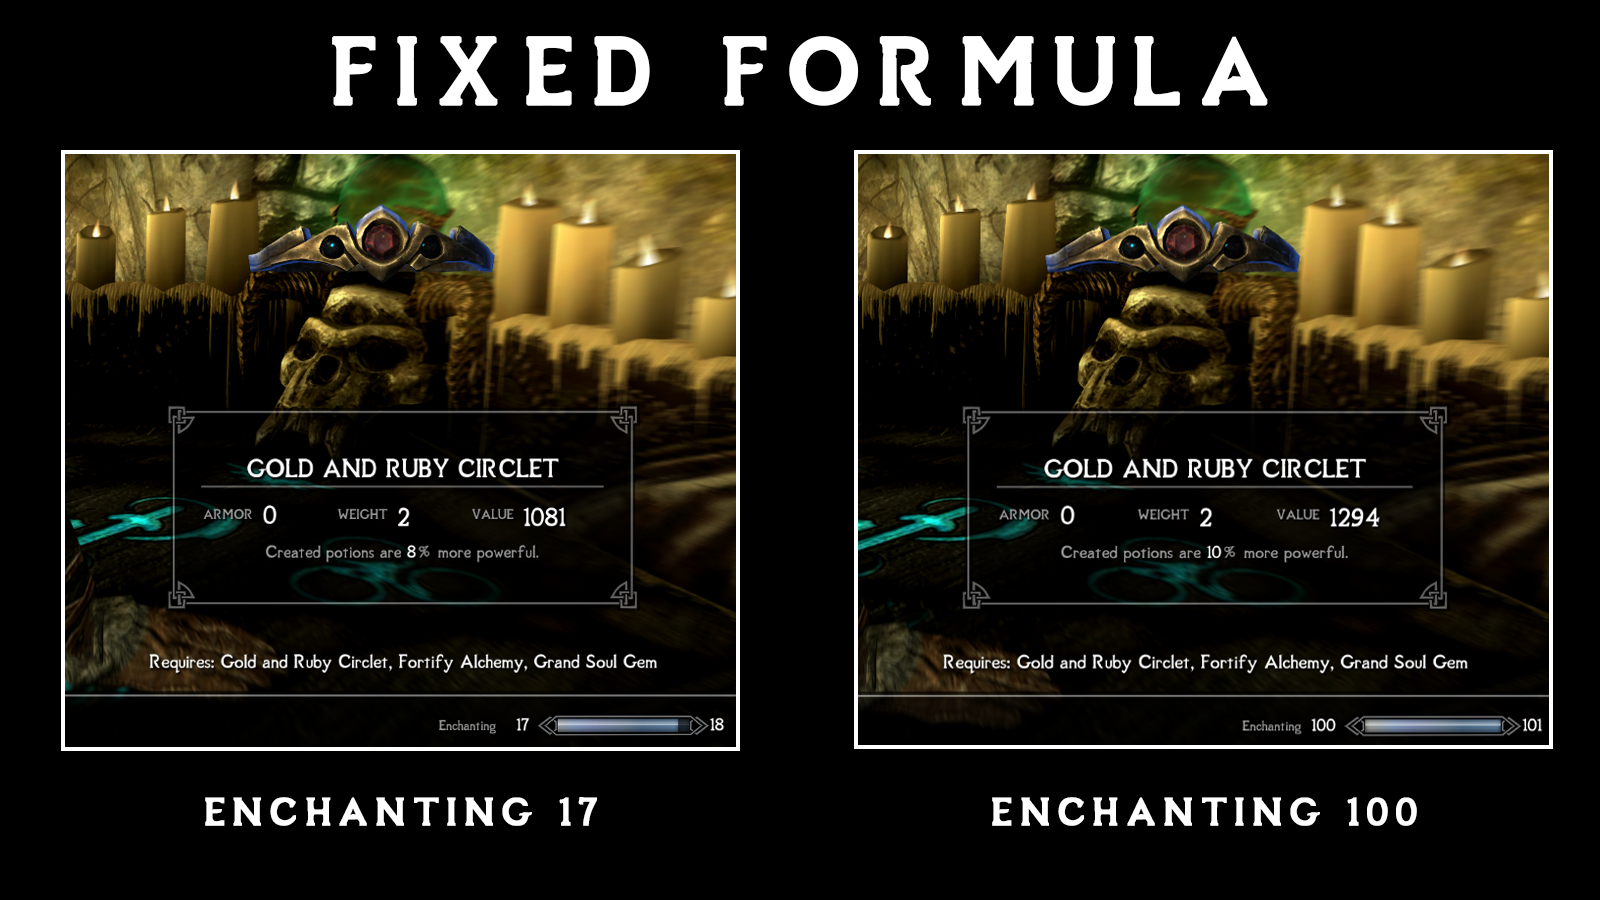 FIXED FORMULA
GOLD AND RUBY CIRCLET
ARMOR 0 WEIGHT 2 VALUE 1081
Created potions are 8% more powerful.
Requires: Gold and Ruby Circlet, Fortify Alchemy, Grand Soul Gem
Enchanting 17 18
ENCHANTING 17
GOLD AND RUBY CIRCLET
ARMOR 0 WEIGHT 2 VALUE 1294
Created potions are 10% more powerful.
Requires: Gold and Ruby Circlet, Fortify Alchemy, Grand Soul Gem
Enchanting 100 101
ENCHANTING 100